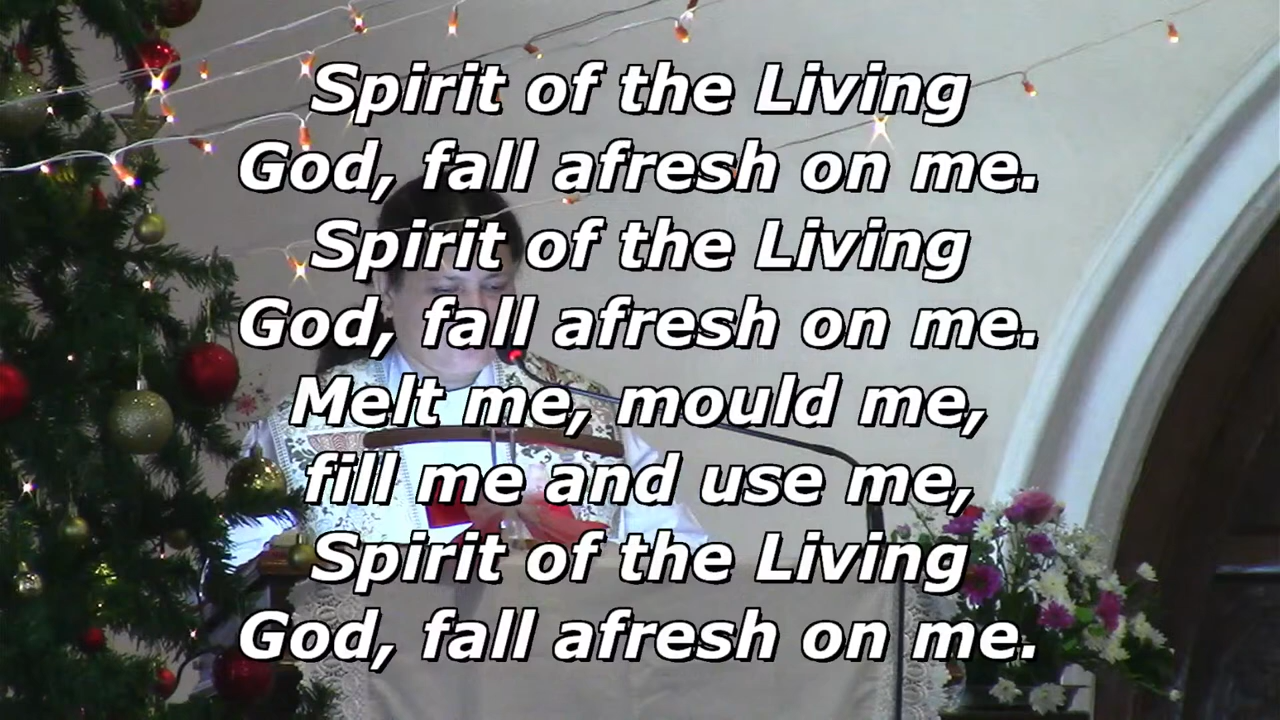 Spirit of the Living
God, fall afresh on me.
Spirit of the Living
God, fall afresh on me.
Melt me, mould me,
fill me and use me,
Spirit of the Living
God, fall afresh on me.